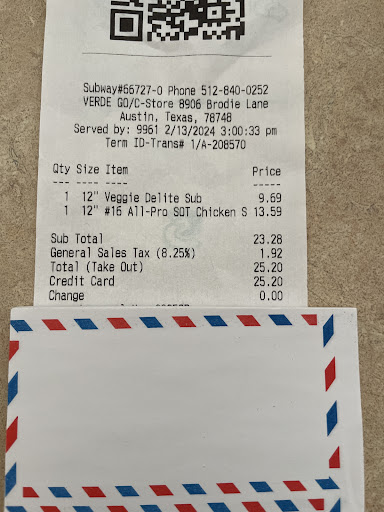 Subway#66727-0 Phone 512-840-0252
VERDE GO/C-Store 8906 Brodie Lane
Austin, Texas, 78748
Served by: 9961 2/13/2024 3:00:33 pm
Term ID-Trans# 1/A-208570
Qty Size Item Price
--- ---- ---- -----
1 12" Veggie Delite Sub 9.69
1 12" #16 All-Pro SOT Chicken S 13.59
Sub Total 23.28
General Sales Tax (8.25%) 1.92
Total (Take Out) 25.20
Credit Card 25.20
Change 0.00